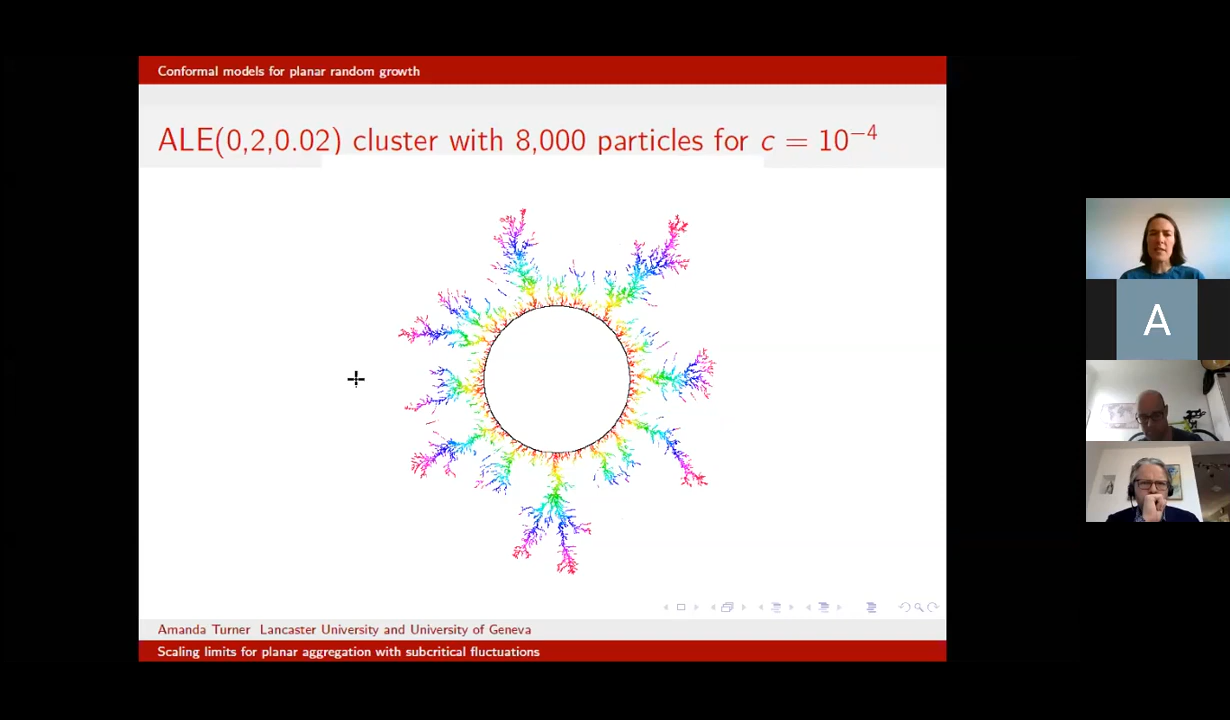 Conformal models for planar random growth
ALE(0,2,0.02) cluster with 8,000 particles for c = 10⁻⁴
A
Amanda Turner Lancaster University and University of Geneva
Scaling limits for planar aggregation with subcritical fluctuations